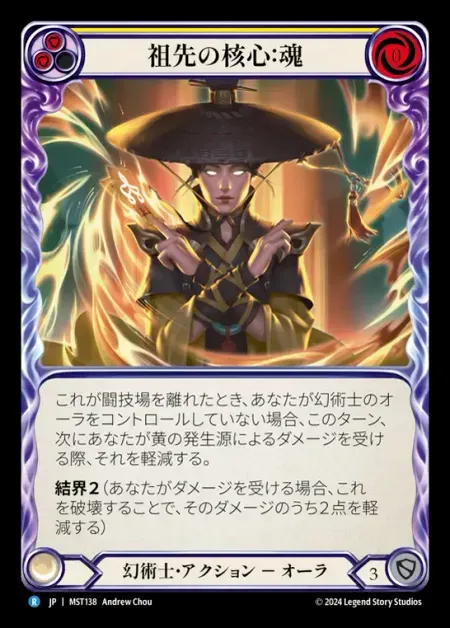 祖先の核心:魂
0
これが闘技場を離れたとき、あなたが幻術士の
オーラをコントロールしていない場合、このターン、
次にあなたが黄の発生源によるダメージを受け
る際、それを軽減する。
結界2(あなたがダメージを受ける場合、これ
を破壊することで、そのダメージのうち2点を軽
減する)
幻術士・アクション － オーラ
3
R JP | MST138 Andrew Chou
© 2024 Legend Story Studios